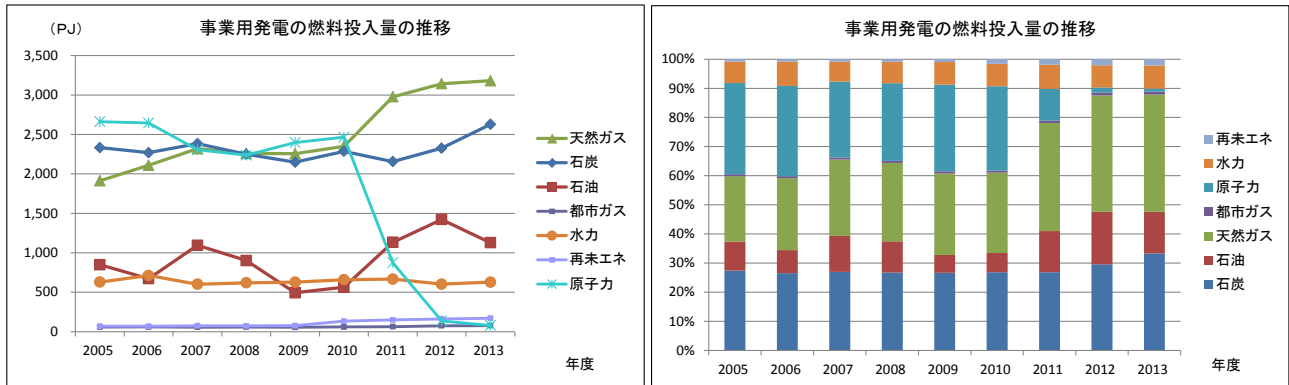 事業用発電の燃料投入量の推移
（PJ）
3,500
3,000
2,500
2,000
1,500
1,000
500
0
2005 2006 2007 2008 2009 2010 2011 2012 2013
年度
天然ガス
石炭
石油
都市ガス
水力
再未エネ
原子力
事業用発電の燃料投入量の推移
100%
90%
80%
70%
60%
50%
40%
30%
20%
10%
0%
2005 2006 2007 2008 2009 2010 2011 2012 2013
年度
再未エネ
水力
原子力
都市ガス
天然ガス
石油
石炭